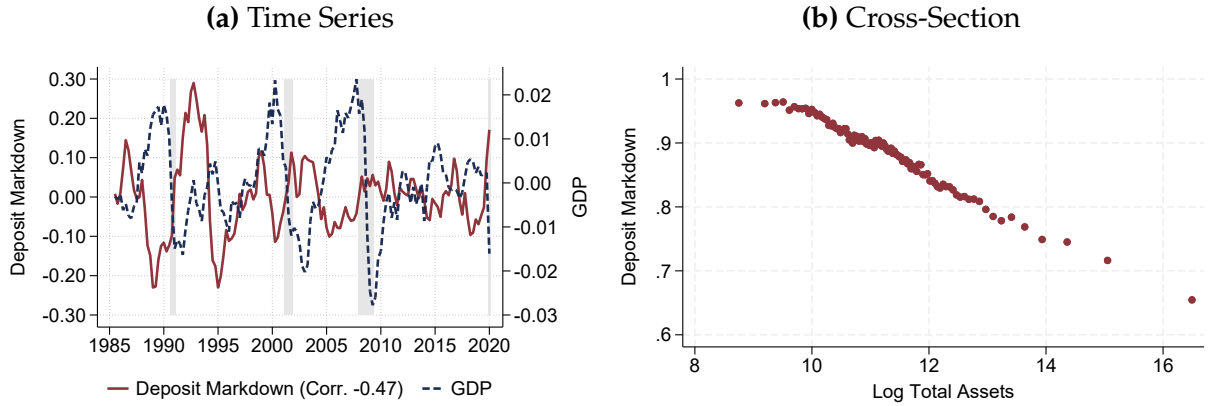 (a) Time Series
(b) Cross-Section
0.30
0.20
0.10
0.00
-0.10
-0.20
-0.30
Deposit Markdown
0.02
0.01
0.00
-0.01
-0.02
-0.03
GDP
1985 1990 1995 2000 2005 2010 2015 2020
Deposit Markdown (Corr. -0.47) GDP
1
.9
.8
.7
.6
Deposit Markdown
8 10 12 14 16
Log Total Assets